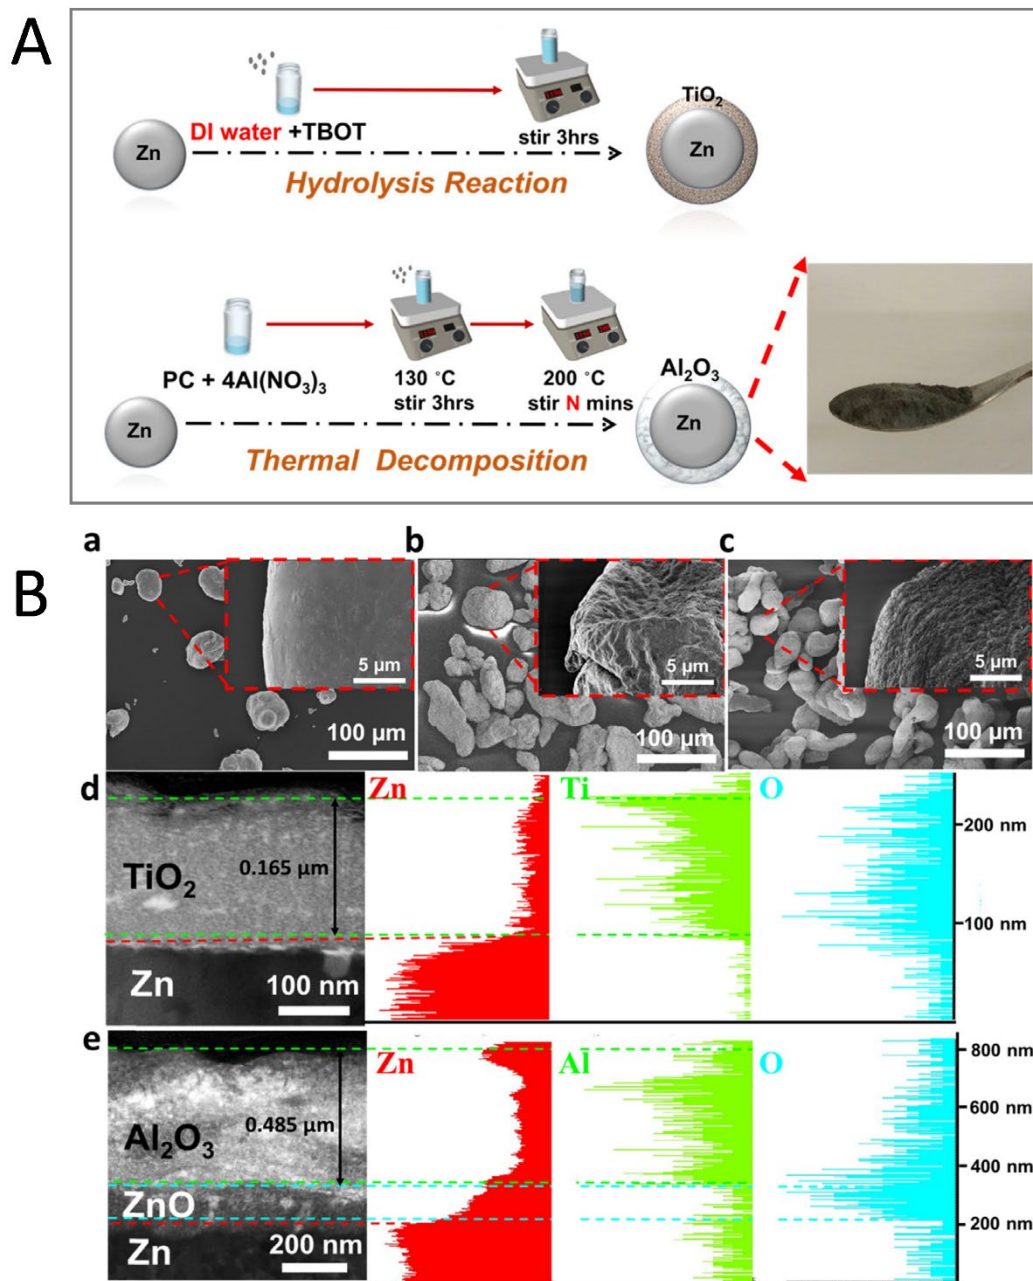 A
DI water +TBOT
stir 3hrs
TiO₂
Zn
Zn
Hydrolysis Reaction
PC + 4Al(NO₃)₃
130 °C
stir 3hrs
200 °C
stir N mins
Al₂O₃
Zn
Zn
Thermal Decomposition
B
a
b
c
5 μm
5 μm
5 μm
100 μm
100 μm
100 μm
d
Zn
Ti
O
TiO₂
0.165 μm
200 nm
100 nm
Zn
100 nm
e
Zn
Al
O
800 nm
Al₂O₃
0.485 μm
600 nm
400 nm
ZnO
200 nm
Zn
200 nm